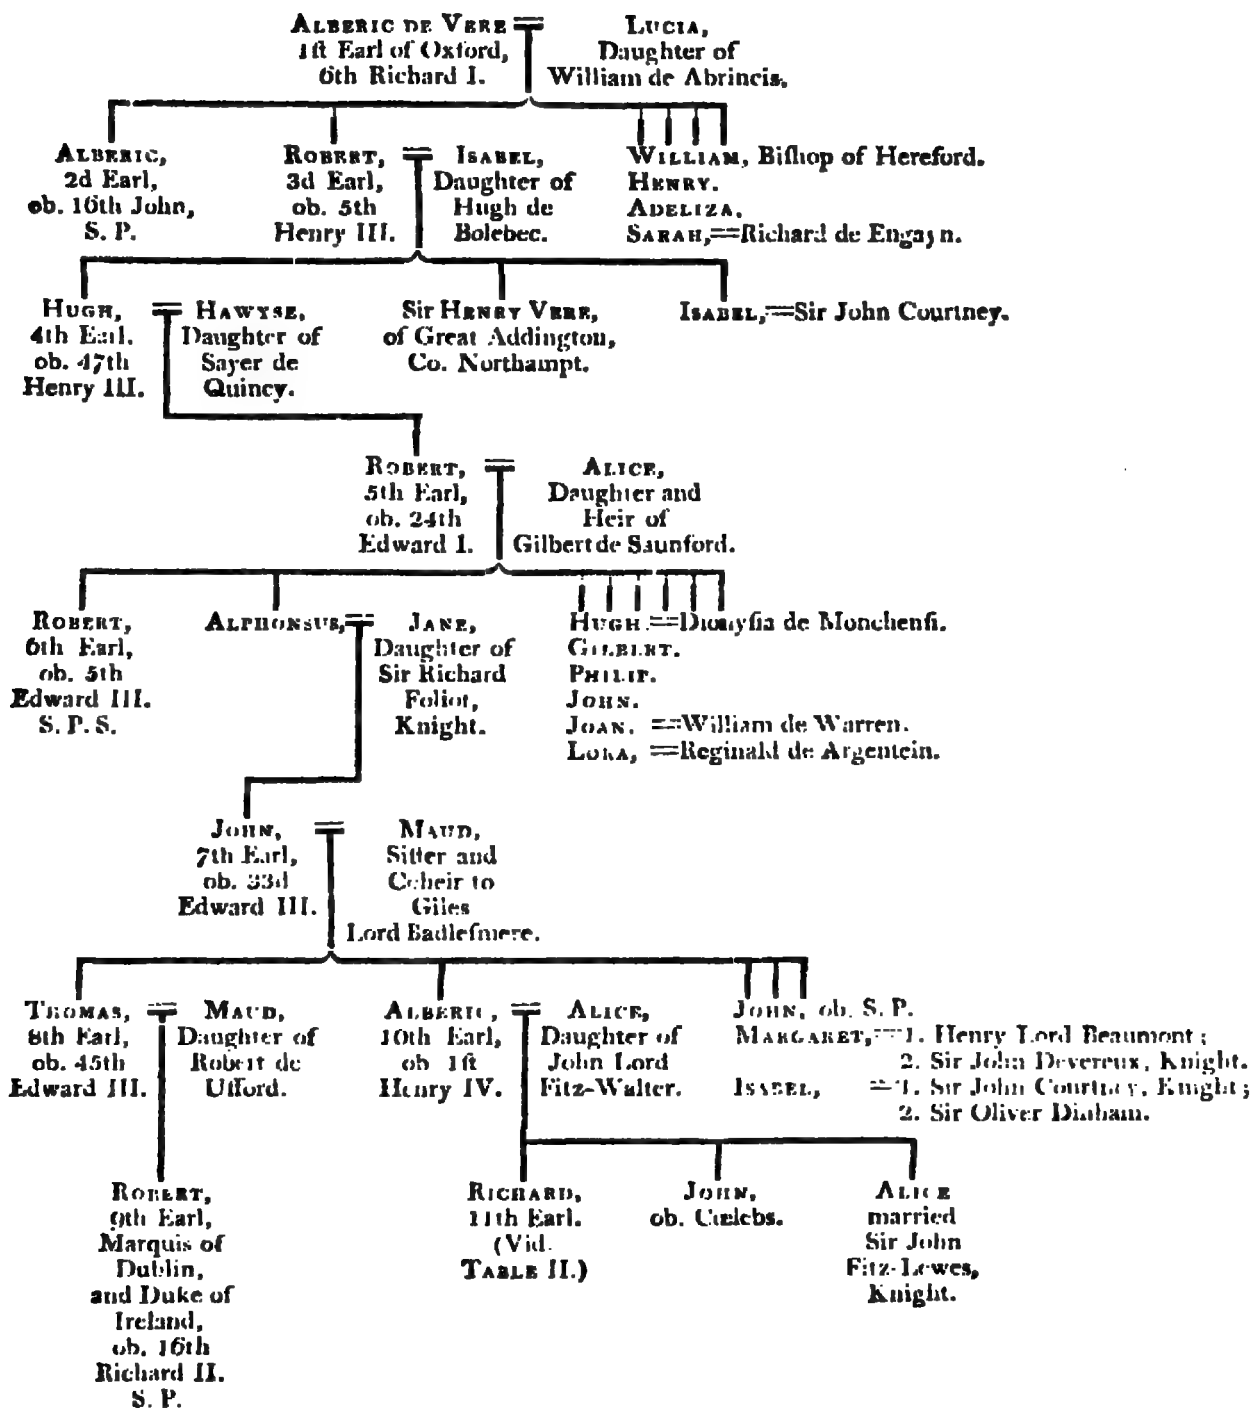 ALBERIC DE VERE
1ſt Earl of Oxford,
6th Richard I.
LUCIA,
Daughter of
William de Abrincis.
ALBERIC,
2d Earl,
ob. 16th John,
S. P.
ROBERT,
3d Earl,
ob. 5th
Henry III.
ISABEL,
Daughter of
Hugh de
Bolebec.
WILLIAM, Biſhop of Hereford.
HENRY.
ADELIZA.
SARAH,=Richard de Engayn.
HUGH,
4th Earl.
ob. 47th
Henry III.
HAWYSE,
Daughter of
Sayer de
Quincy.
Sir HENRY VERE,
of Great Addington,
Co. Northampt.
ISABEL,=Sir John Courtney.
ROBERT,
5th Earl,
ob. 24th
Edward I.
ALICE,
Daughter and
Heir of
Gilbert de Saunford.
ROBERT,
6th Earl,
ob. 5th
Edward III.
S. P. S.
ALPHONSUS,
JANE,
Daughter of
Sir Richard
Foliot,
Knight.
HUGH.=Dionyſia de Monchenſi.
GILBERT.
PHILIP.
JOHN.
JOAN. =William de Warren.
LORA, =Reginald de Argentein.
JOHN,
7th Earl,
ob. 33d
Edward III.
MAUD,
Siſter and
Coheir to
Giles
Lord Badleſmere.
THOMAS,
8th Earl,
ob. 45th
Edward III.
MAUD,
Daughter of
Robert de
Ufford.
ALBERIC,
10th Earl,
ob 1ſt
Henry IV.
ALICE,
Daughter of
John Lord
Fitz-Walter.
JOHN, ob. S. P.
MARGARET,=1. Henry Lord Beaumont;
2. Sir John Devereux, Knight.
ISABEL, =1. Sir John Courtney, Knight;
2. Sir Oliver Dinham.
ROBERT,
9th Earl,
Marquis of
Dublin,
and Duke of
Ireland,
ob. 16th
Richard II.
S. P.
RICHARD,
11th Earl.
(Vid.
TABLE II.)
JOHN,
ob. Cœlebs.
ALICE
married
Sir John
Fitz-Lewes,
Knight.